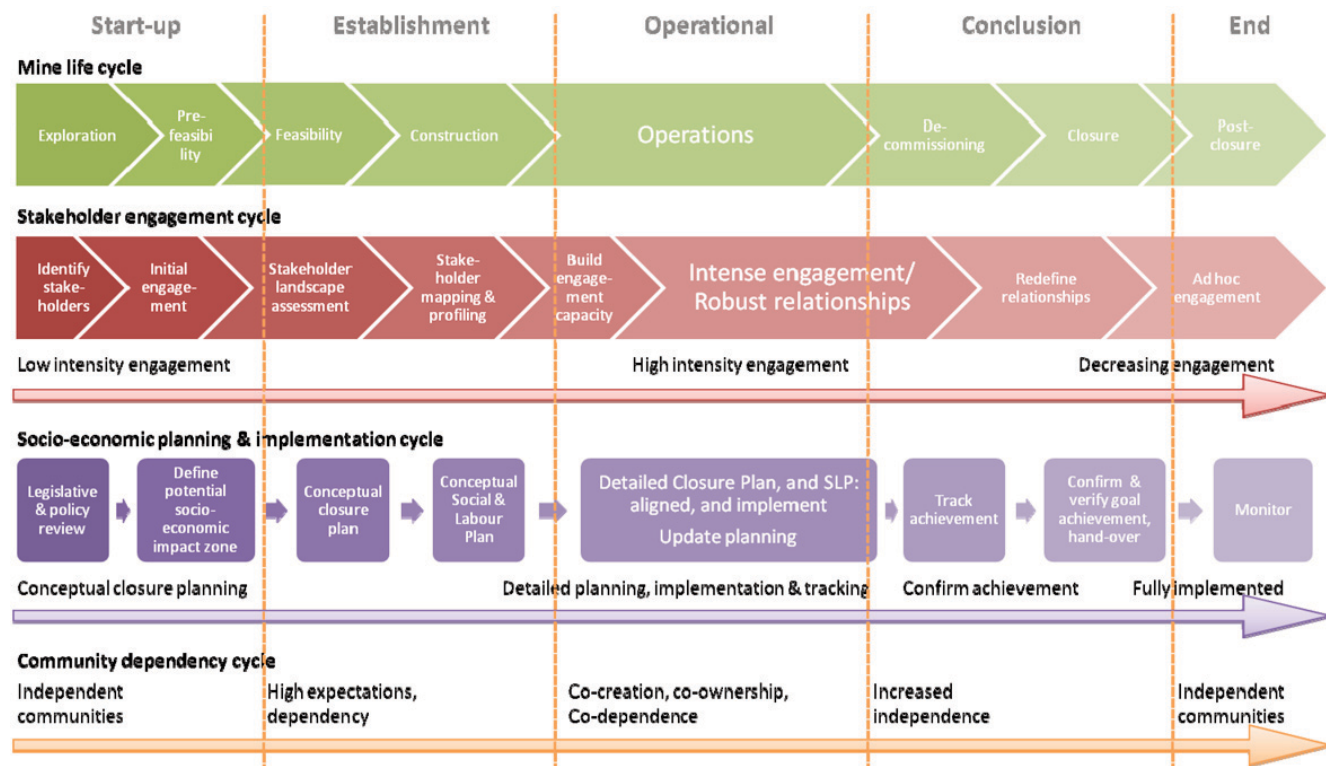 Start-up
Establishment
Operational
Conclusion
End
Mine life cycle
Exploration
Pre-
feasibi
lity
Feasibility
Construction
Operations
De-
commissioning
Closure
Post-
closure
Stakeholder engagement cycle
Identify
stake-
holders
Initial
engage-
ment
Stakeholder
landscape
assessment
Stake-
holder
mapping &
profiling
Build
engage-
ment
capacity
Intense engagement/
Robust relationships
Redefine
relationships
Ad hoc
engagement
Low intensity engagement
High intensity engagement
Decreasing engagement
Socio-economic planning & implementation cycle
Legislative
& policy
review
Define
potential
socio-
economic
impact zone
Conceptual
closure
plan
Conceptual
Social &
Labour
Plan
Detailed Closure Plan, and SLP:
aligned, and implement
Update planning
Track
achievement
Confirm &
verify goal
achievement,
hand-over
Monitor
Conceptual closure planning
Detailed planning, implementation & tracking
Confirm achievement
Fully implemented
Community dependency cycle
Independent
communities
High expectations,
dependency
Co-creation, co-ownership,
Co-dependence
Increased
independence
Independent
communities